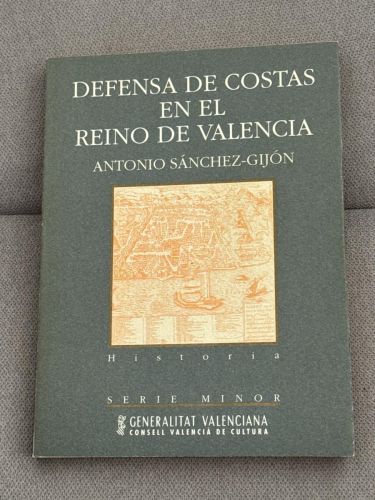 DEFENSA DE COSTAS
EN EL
REINO DE VALENCIA
ANTONIO SÁNCHEZ-GIJÓN
Historia
SERIE MINOR
GENERALITAT VALENCIANA
CONSELL VALENCIÀ DE CULTURA